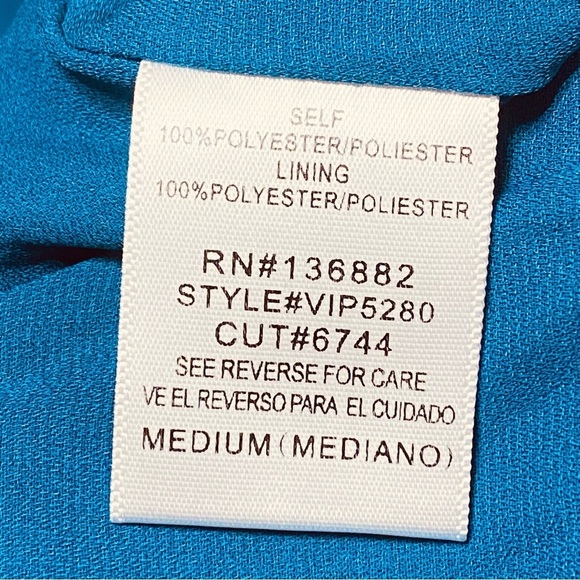 SELF
100%POLYESTER/POLIESTER
LINING
100%POLYESTER/POLIESTER
RN#136882
STYLE#VIP5280
CUT#6744
SEE REVERSE FOR CARE
VE EL REVERSO PARA EL CUIDADO
MEDIUM (MEDIANO)